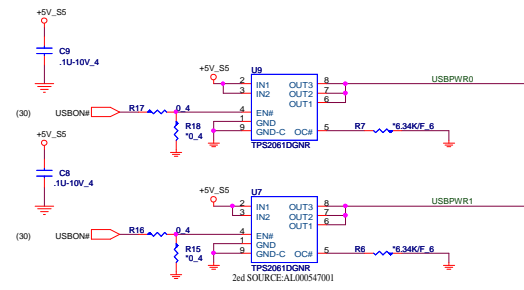 +5V_S5
C9
.1U-10V_4
+5V_S5
U9
2 IN1 OUT3 8 USBPWR0
3 IN2 OUT2 7
OUT1 6
(30) USBON# R17 0_4 4 EN#
1 GND
R18 9 GND-C OC# 5 R7 *6.34K/F_6
*0_4
TPS2061DGNR
+5V_S5
C8
.1U-10V_4
+5V_S5
U7
2 IN1 OUT3 8 USBPWR1
3 IN2 OUT2 7
OUT1 6
(30) USBON# R16 0_4 4 EN#
1 GND
R15 9 GND-C OC# 5 R6 *6.34K/F_6
*0_4
TPS2061DGNR
2ed SOURCE:AL000547001